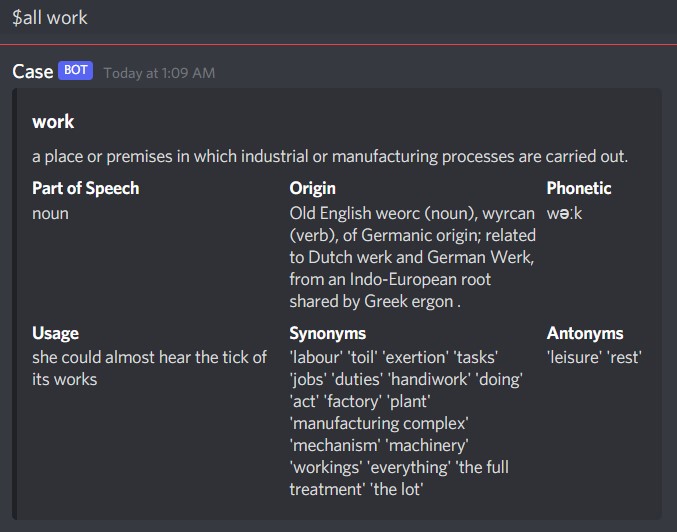 $all work
Case BOT Today at 1:09 AM
work
a place or premises in which industrial or manufacturing processes are carried out.
Part of Speech
noun
Origin
Old English weorc (noun), wyrcan
(verb), of Germanic origin; related
to Dutch werk and German Werk,
from an Indo-European root
shared by Greek ergon .
Phonetic
wəːk
Usage
she could almost hear the tick of
its works
Synonyms
'labour' 'toil' 'exertion' 'tasks'
'jobs' 'duties' 'handiwork' 'doing'
'act' 'factory' 'plant'
'manufacturing complex'
'mechanism' 'machinery'
'workings' 'everything' 'the full
treatment' 'the lot'
Antonyms
'leisure' 'rest'